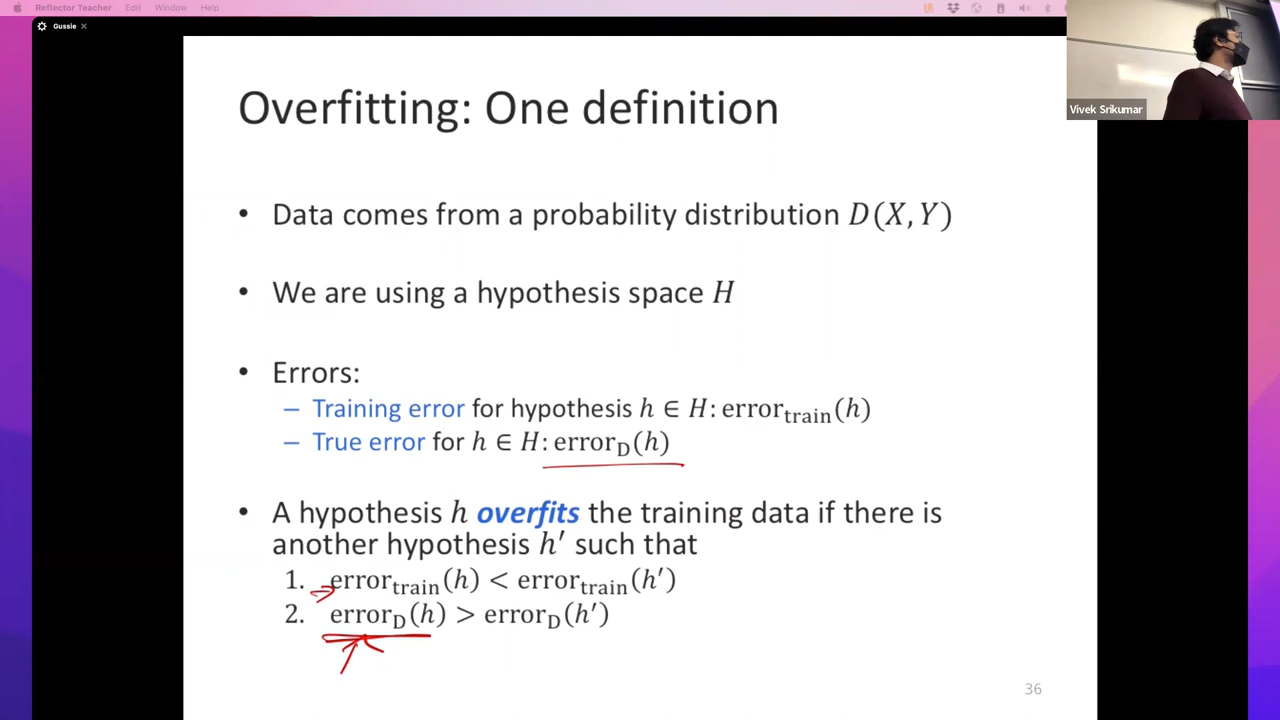 Reflector Teacher Edit Window Help
Gussie
Vivek Srikumar
Overfitting: One definition
• Data comes from a probability distribution D(X, Y)
• We are using a hypothesis space H
• Errors:
– Training error for hypothesis h ∈ H: error_train(h)
– True error for h ∈ H: error_D(h)
• A hypothesis h overfits the training data if there is
another hypothesis h′ such that
1. error_train(h) < error_train(h′)
2. error_D(h) > error_D(h′)
36